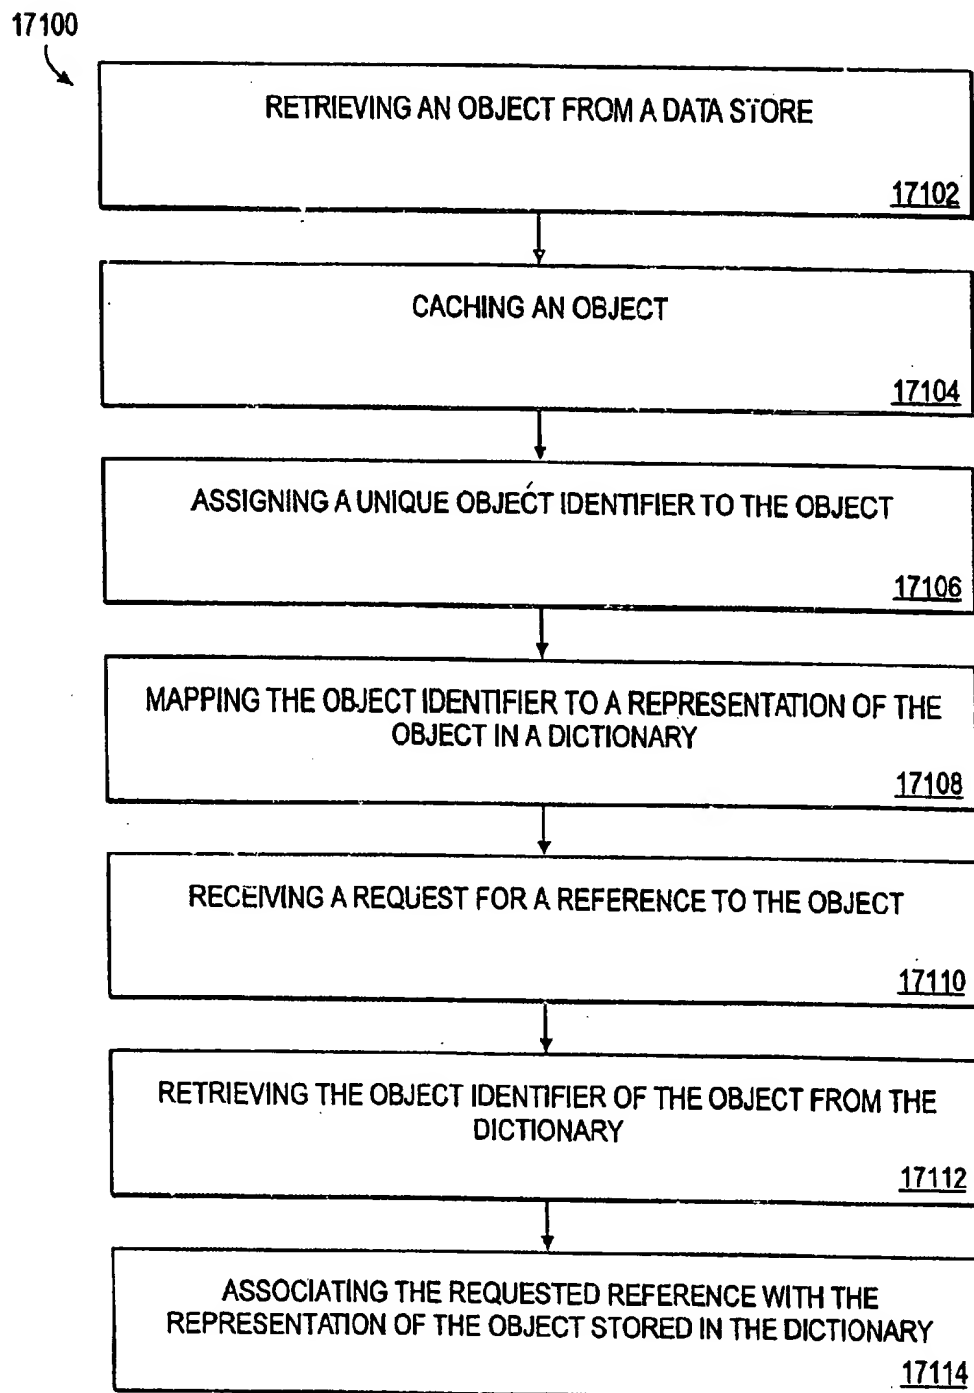 17100
RETRIEVING AN OBJECT FROM A DATA STORE
17102
CACHING AN OBJECT
17104
ASSIGNING A UNIQUE OBJECT IDENTIFIER TO THE OBJECT
17106
MAPPING THE OBJECT IDENTIFIER TO A REPRESENTATION OF THE
OBJECT IN A DICTIONARY
17108
RECEIVING A REQUEST FOR A REFERENCE TO THE OBJECT
17110
RETRIEVING THE OBJECT IDENTIFIER OF THE OBJECT FROM THE
DICTIONARY
17112
ASSOCIATING THE REQUESTED REFERENCE WITH THE
REPRESENTATION OF THE OBJECT STORED IN THE DICTIONARY
17114